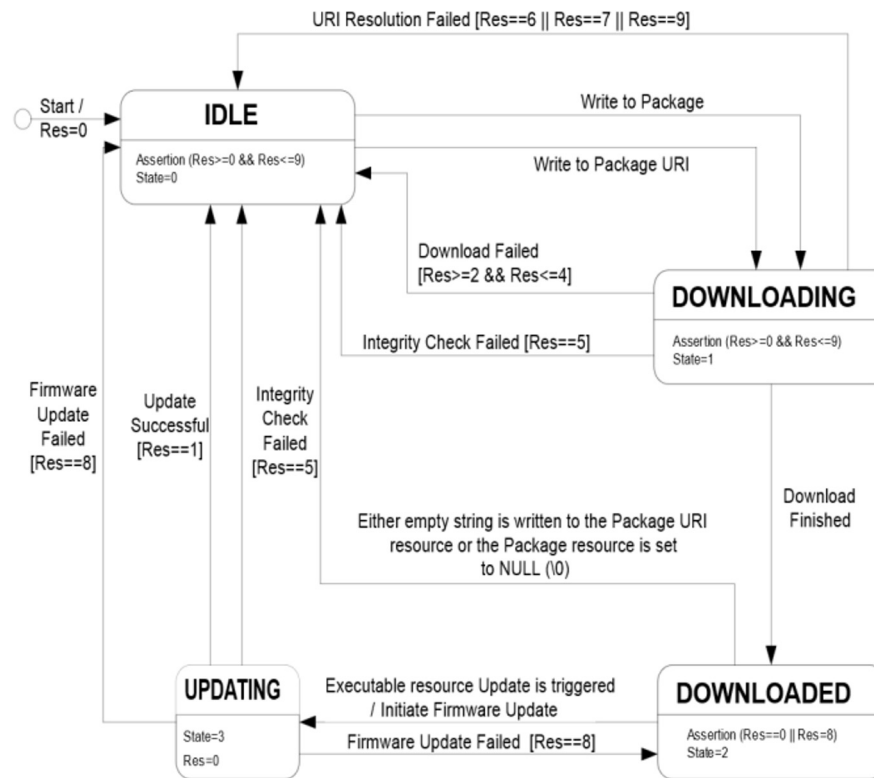 URI Resolution Failed [Res==6 || Res==7 || Res==9]
Start /
Res=0
IDLE
Assertion (Res>=0 && Res<=9)
State=0
Write to Package
Write to Package URI
Download Failed
[Res>=2 && Res<=4]
DOWNLOADING
Assertion (Res>=0 && Res<=9)
State=1
Integrity Check Failed [Res==5]
Firmware
Update
Failed
[Res==8]
Update
Successful
[Res==1]
Integrity
Check
Failed
[Res==5]
Download
Finished
Either empty string is written to the Package URI
resource or the Package resource is set
to NULL (\0)
UPDATING
State=3
Res=0
Executable resource Update is triggered
/ Initiate Firmware Update
Firmware Update Failed [Res==8]
DOWNLOADED
Assertion (Res==0 || Res=8)
State=2